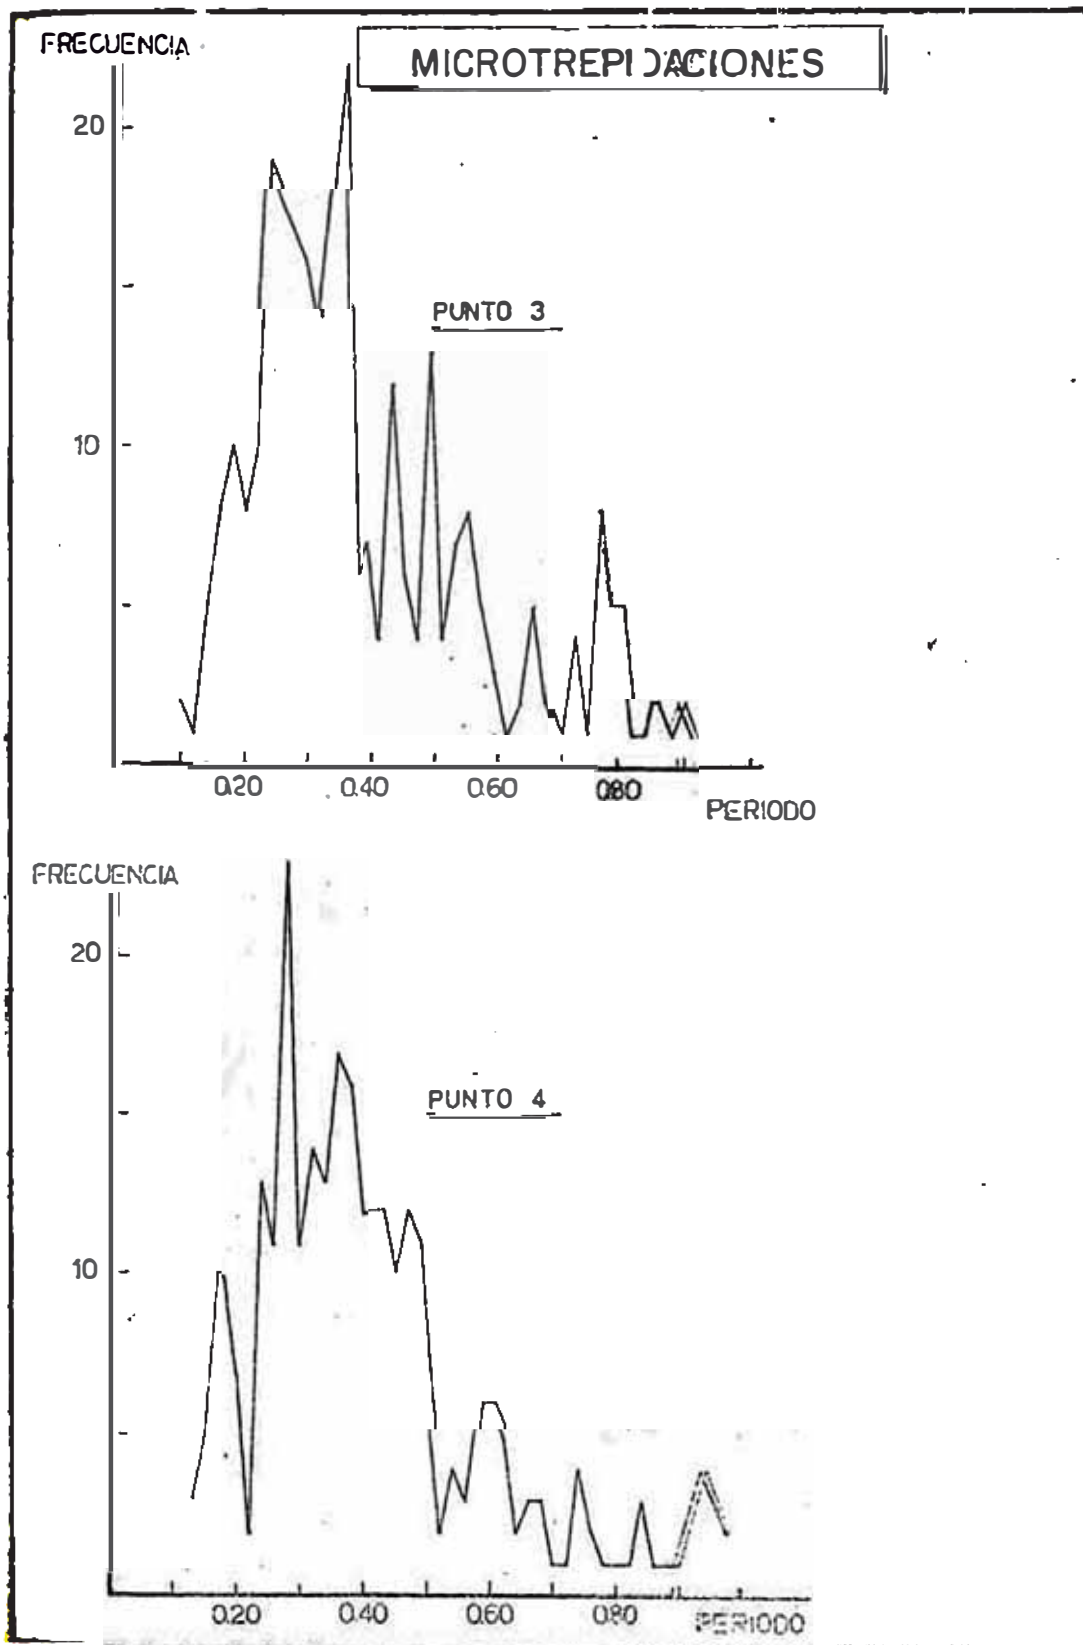 FRECUENCIA
MICROTREPIDACIONES
20
PUNTO 3
10
0.20 0.40 0.60 0.80
PERIODO
FRECUENCIA
20
PUNTO 4
10
0.20 0.40 0.60 0.80 PERIODO